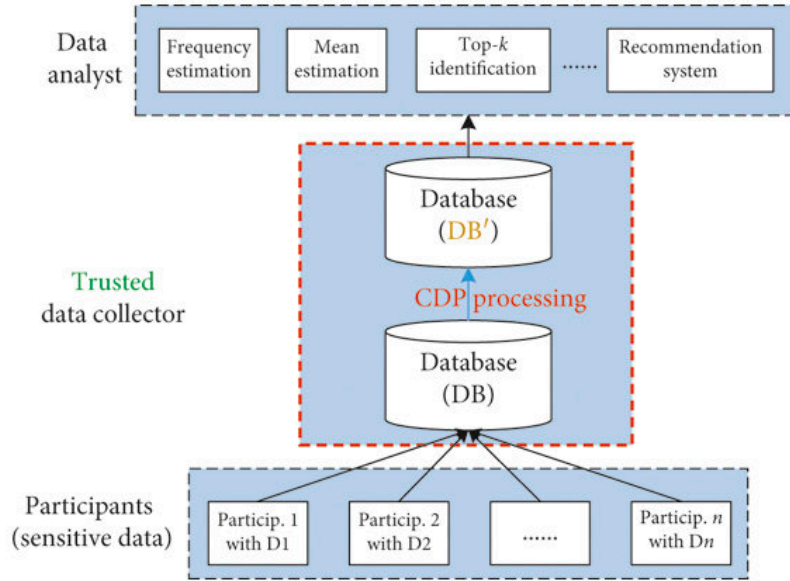 Data
analyst
Frequency
estimation
Mean
estimation
Top-k
identification
......
Recommendation
system
Database
(DB′)
CDP processing
Trusted
data collector
Database
(DB)
Participants
(sensitive data)
Particip. 1
with D1
Particip. 2
with D2
......
Particip. n
with Dn